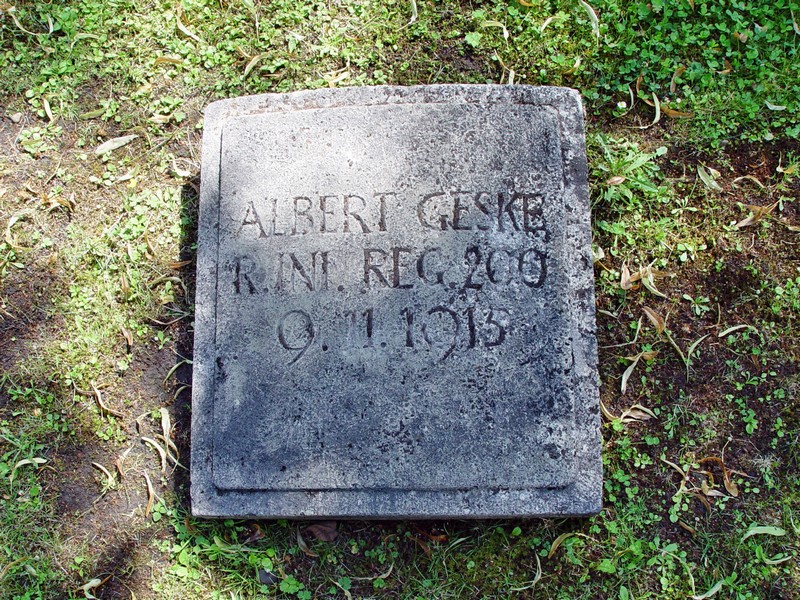 ALBERT GESKE
R. INF. REG. 200
9. 11. 1915